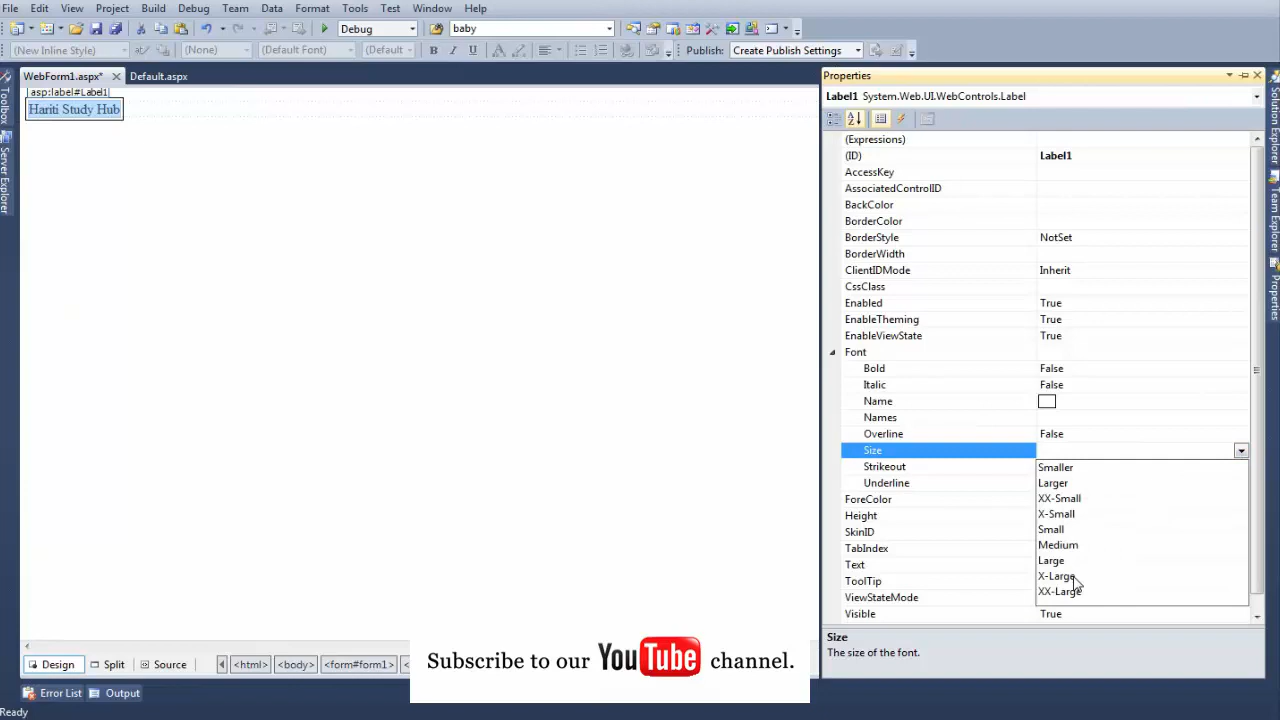 File Edit View Project Build Debug Team Data Format Tools Test Window Help
Debug baby
(New Inline Style) (None) (Default Font) (Default B I U A Publish: Create Publish Settings
WebForm1.aspx* Default.aspx
asp:label#Label1
Hariti Study Hub
Toolbox
Server Explorer
Properties
Label1 System.Web.UI.WebControls.Label
(Expressions)
(ID) Label1
AccessKey
AssociatedControlID
BackColor
BorderColor
BorderStyle NotSet
BorderWidth
ClientIDMode Inherit
CssClass
Enabled True
EnableTheming True
EnableViewState True
Font
Bold False
Italic False
Name
Names
Overline False
Size
Strikeout
Underline
ForeColor
Height
SkinID
TabIndex
Text
ToolTip
ViewStateMode
Visible True
Smaller
Larger
XX-Small
X-Small
Small
Medium
Large
X-Large
XX-Large
Size
The size of the font.
Solution Explorer
Team Explorer
Properties
Design Split Source <html> <body> <form#form1>
Subscribe to our YouTube channel.
Error List Output
Ready